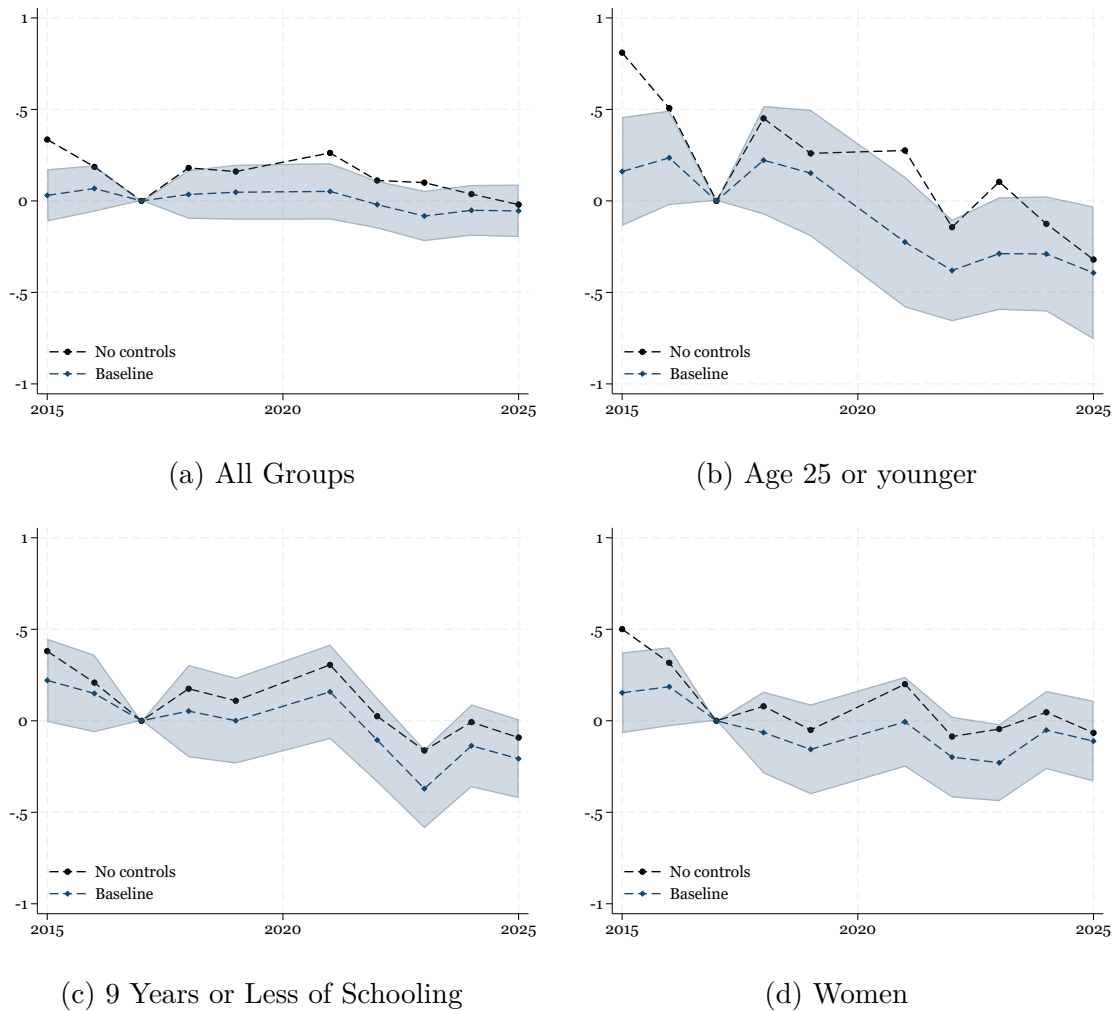 1
.5
0
-.5
-1
No controls
Baseline
2015 2020 2025
(a) All Groups
1
.5
0
-.5
-1
No controls
Baseline
2015 2020 2025
(b) Age 25 or younger
1
.5
0
-.5
-1
No controls
Baseline
2015 2020 2025
(c) 9 Years or Less of Schooling
1
.5
0
-.5
-1
No controls
Baseline
2015 2020 2025
(d) Women